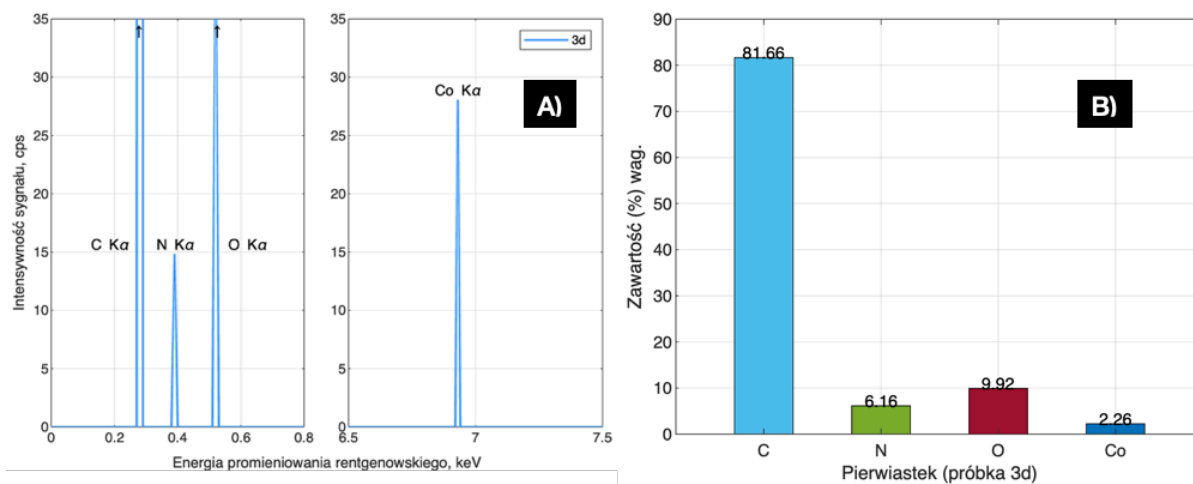 35
30
25
20
15
10
5
0
Intensywność sygnału, cps
↑
↑
C Kα
N Kα
O Kα
0
0.2
0.4
0.6
0.8
35
30
25
20
15
10
5
0
3d
A)
Co Kα
6.5
7
7.5
Energia promieniowania rentgenowskiego, keV
90
80
70
60
50
40
30
20
10
0
Zawartość (%) wag.
B)
81.66
6.16
9.92
2.26
C
N
O
Co
Pierwiastek (próbka 3d)